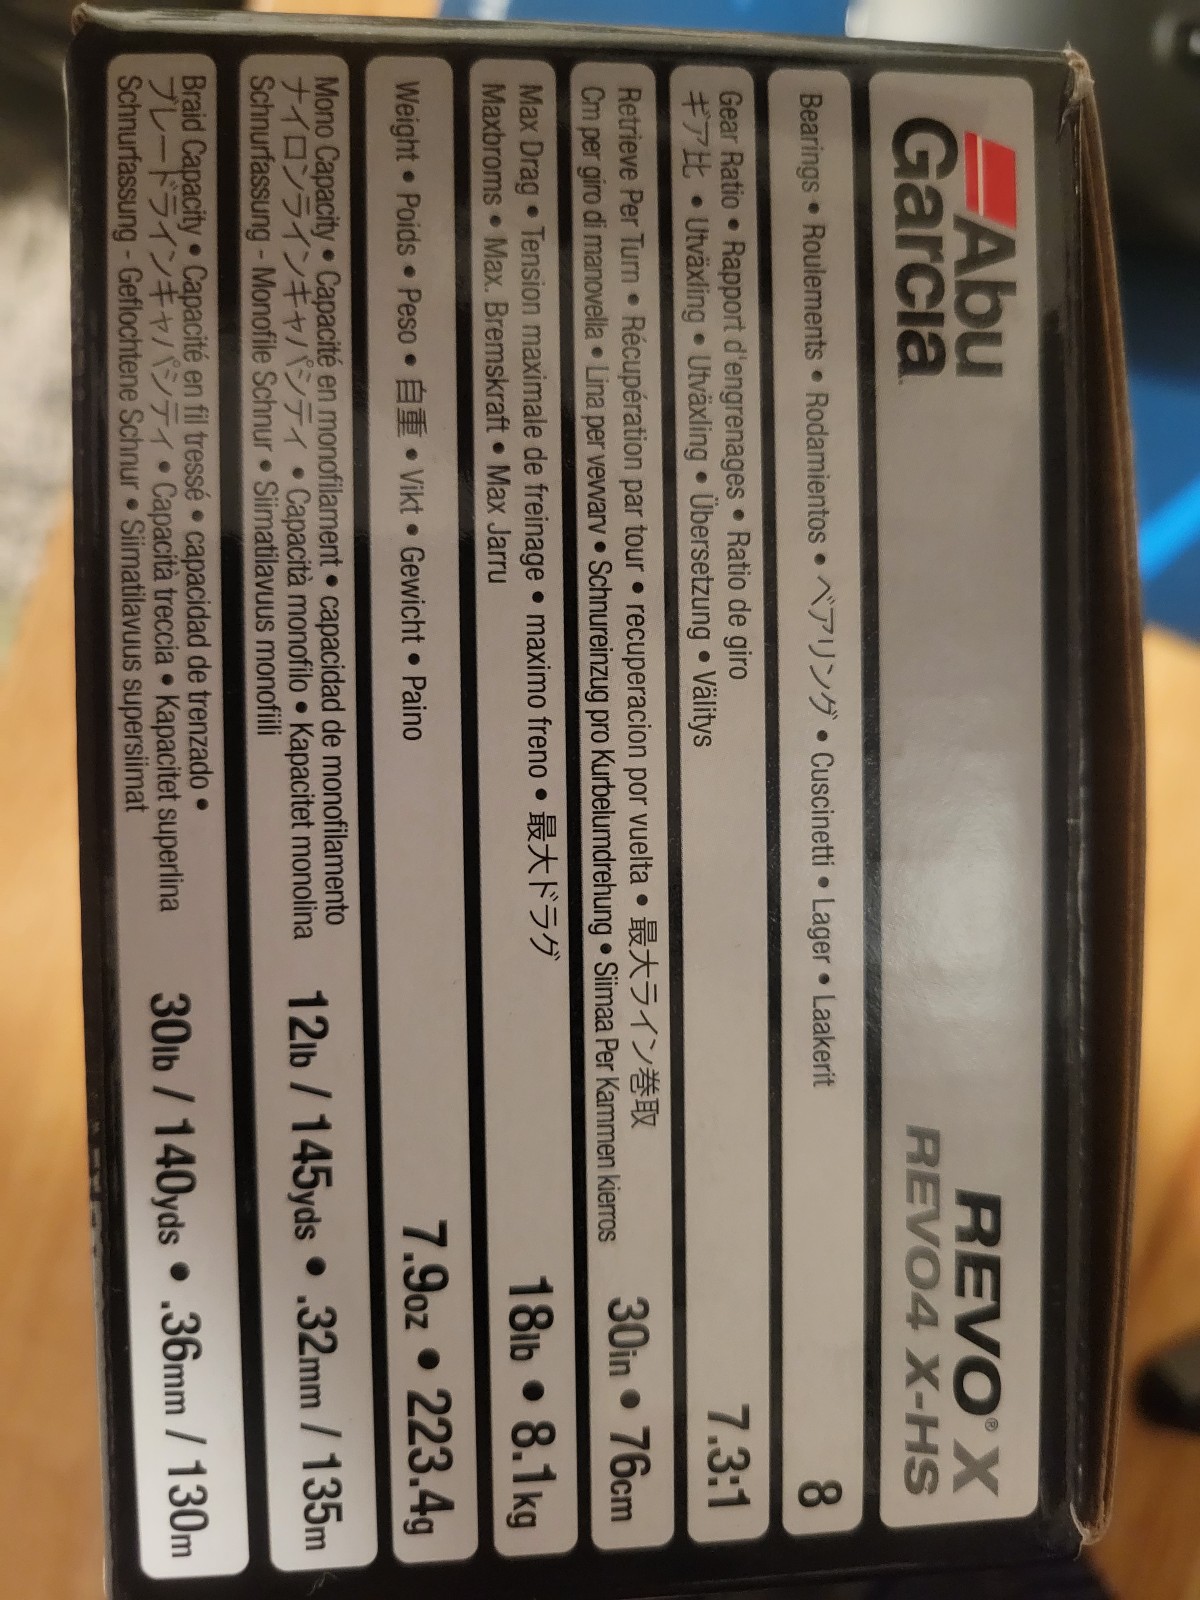 Abu
Garcia
REVO® X
REVO4 X-HS
Bearings • Roulements • Rodamientos • ベアリング • Cuscinetti • Lager • Laakerit
8
Gear Ratio • Rapport d'engrenages • Ratio de giro
ギア比 • Utväxling • Utväxling • Übersetzung • Välitys
7.3:1
Retrieve Per Turn • Récupération par tour • recuperacion por vuelta • 最大ライン巻取
Cm per giro di manovella • Lina per vevvarv • Schnureinzug pro Kurbelumdrehung • Siimaa Per Kammen kierros
30in • 76cm
Max Drag • Tension maximale de freinage • maximo freno • 最大ドラグ
Maxbroms • Max. Bremskraft • Max Jarru
18lb • 8.1kg
Weight • Poids • Peso • 自重 • Vikt • Gewicht • Paino
7.9oz • 223.4g
Mono Capacity • Capacité en monofilament • capacidad de monofilamento
ナイロンラインキャパシティ • Capacità monofilo • Kapacitet monolina
Schnurfassung - Monofile Schnur • Siimatilavuus monofiili
12lb / 145yds • .32mm / 135m
Braid Capacity • Capacité en fil tressé • capacidad de trenzado •
ブレードラインキャパシティ • Capacità treccia • Kapacitet superlina
Schnurfassung - Geflochtene Schnur • Siimatilavuus supersiimat
30lb / 140yds • .36mm / 130m